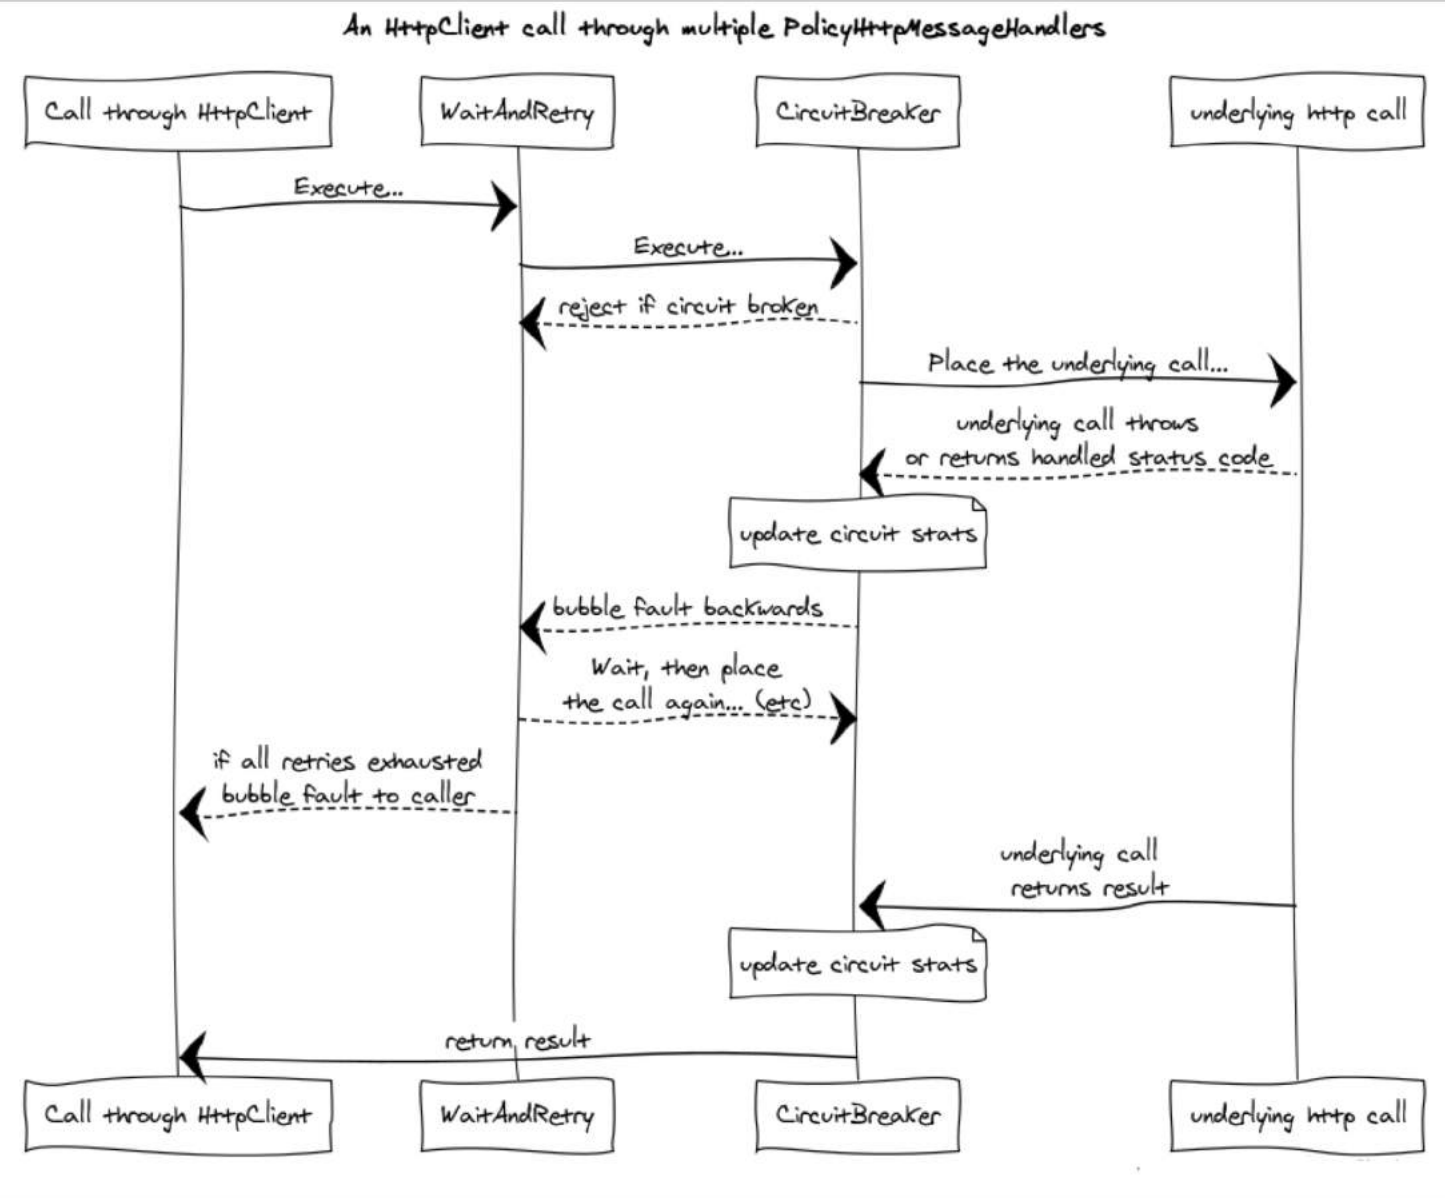 An HttpClient call through multiple PolicyHttpMessageHandlers
Call through HttpClient
WaitAndRetry
CircuitBreaker
underlying http call
Execute...
Execute...
reject if circuit broken
Place the underlying call...
underlying call throws
or returns handled status code
update circuit stats
bubble fault backwards
Wait, then place
the call again... (etc)
if all retries exhausted
bubble fault to caller
underlying call
returns result
update circuit stats
return result
Call through HttpClient
WaitAndRetry
CircuitBreaker
underlying http call